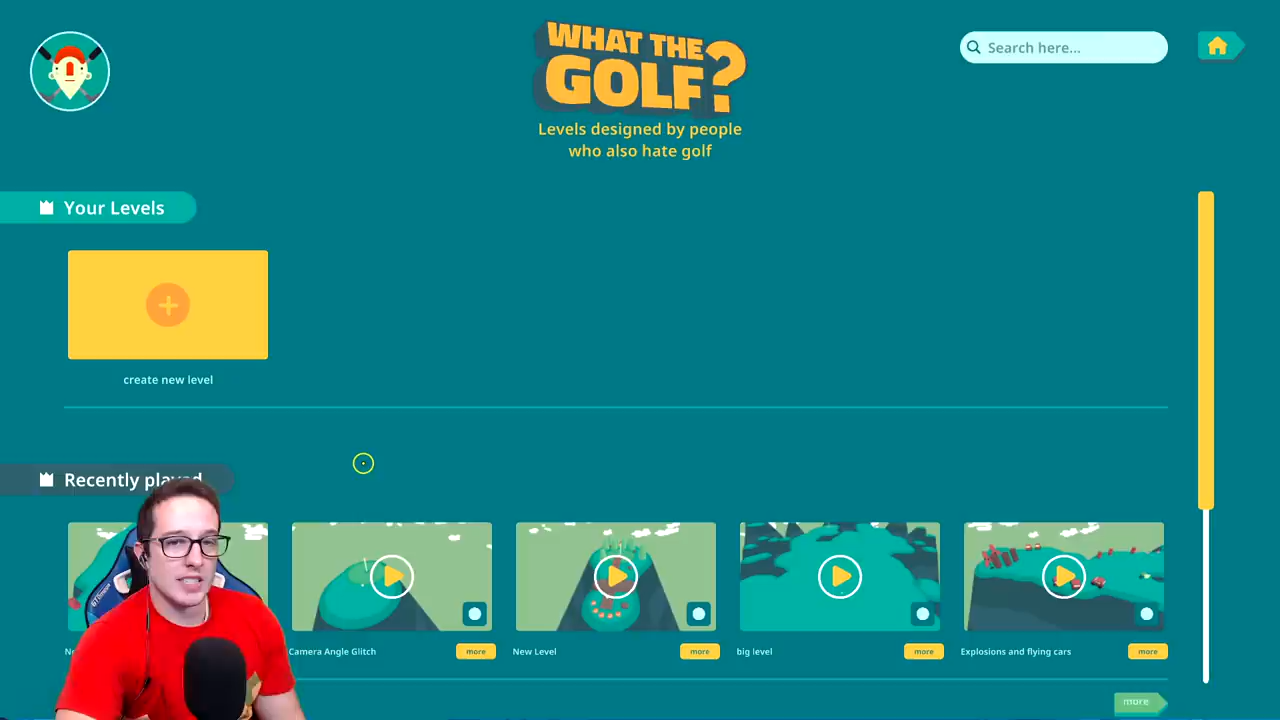 WHAT THE
GOLF?
Levels designed by people
who also hate golf
Search here...
Your Levels
create new level
Recently played
Camera Angle Glitch
more
New Level
more
big level
more
Explosions and flying cars
more
more